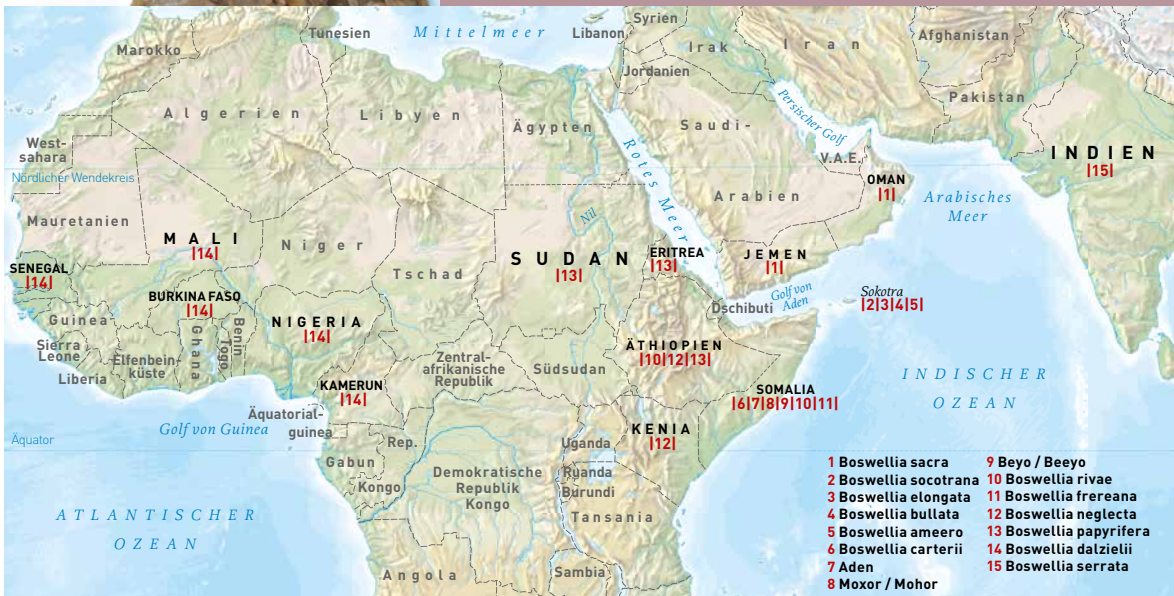 Marokko
Tunesien
Mittelmeer
Libanon
Syrien
Irak
Iran
Afghanistan
Jordanien
Pakistan
Algerien
Libyen
Ägypten
Saudi-
Arabien
Persischer Golf
V.A.E.
INDIEN
|15|
West-
sahara
Nördlicher Wendekreis
Rotes Meer
OMAN
|1|
Arabisches
Meer
Mauretanien
MALI
|14|
Niger
Tschad
Nil
SUDAN
|13|
ERITREA
|13|
JEMEN
|1|
SENEGAL
|14|
BURKINA FASO
|14|
NIGERIA
|14|
Dschibuti
Golf von
Aden
Sokotra
|2|3|4|5|
Guinea
Sierra
Leone
Liberia
Elfenbein-
küste
Ghana
Togo
Benin
Zentral-
afrikanische
Republik
Südsudan
ÄTHIOPIEN
|10|12|13|
KAMERUN
|14|
SOMALIA
|6|7|8|9|10|11|
INDISCHER
OZEAN
Äquatorial-
guinea
Golf von Guinea
Äquator
Rep.
Kongo
Gabun
Uganda
KENIA
|12|
Demokratische
Republik
Kongo
Ruanda
Burundi
Tansania
ATLANTISCHER
OZEAN
Angola
Sambia
1 Boswellia sacra
2 Boswellia socotrana
3 Boswellia elongata
4 Boswellia bullata
5 Boswellia ameero
6 Boswellia carterii
7 Aden
8 Moxor / Mohor
9 Beyo / Beeyo
10 Boswellia rivae
11 Boswellia frereana
12 Boswellia neglecta
13 Boswellia papyrifera
14 Boswellia dalzielii
15 Boswellia serrata